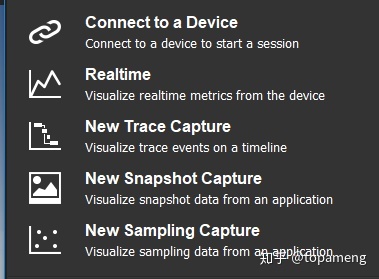 Connect to a Device
Connect to a device to start a session
Realtime
Visualize realtime metrics from the device
New Trace Capture
Visualize trace events on a timeline
New Snapshot Capture
Visualize snapshot data from an application
New Sampling Capture
Visualize sampling data from an application
知乎 @topameng